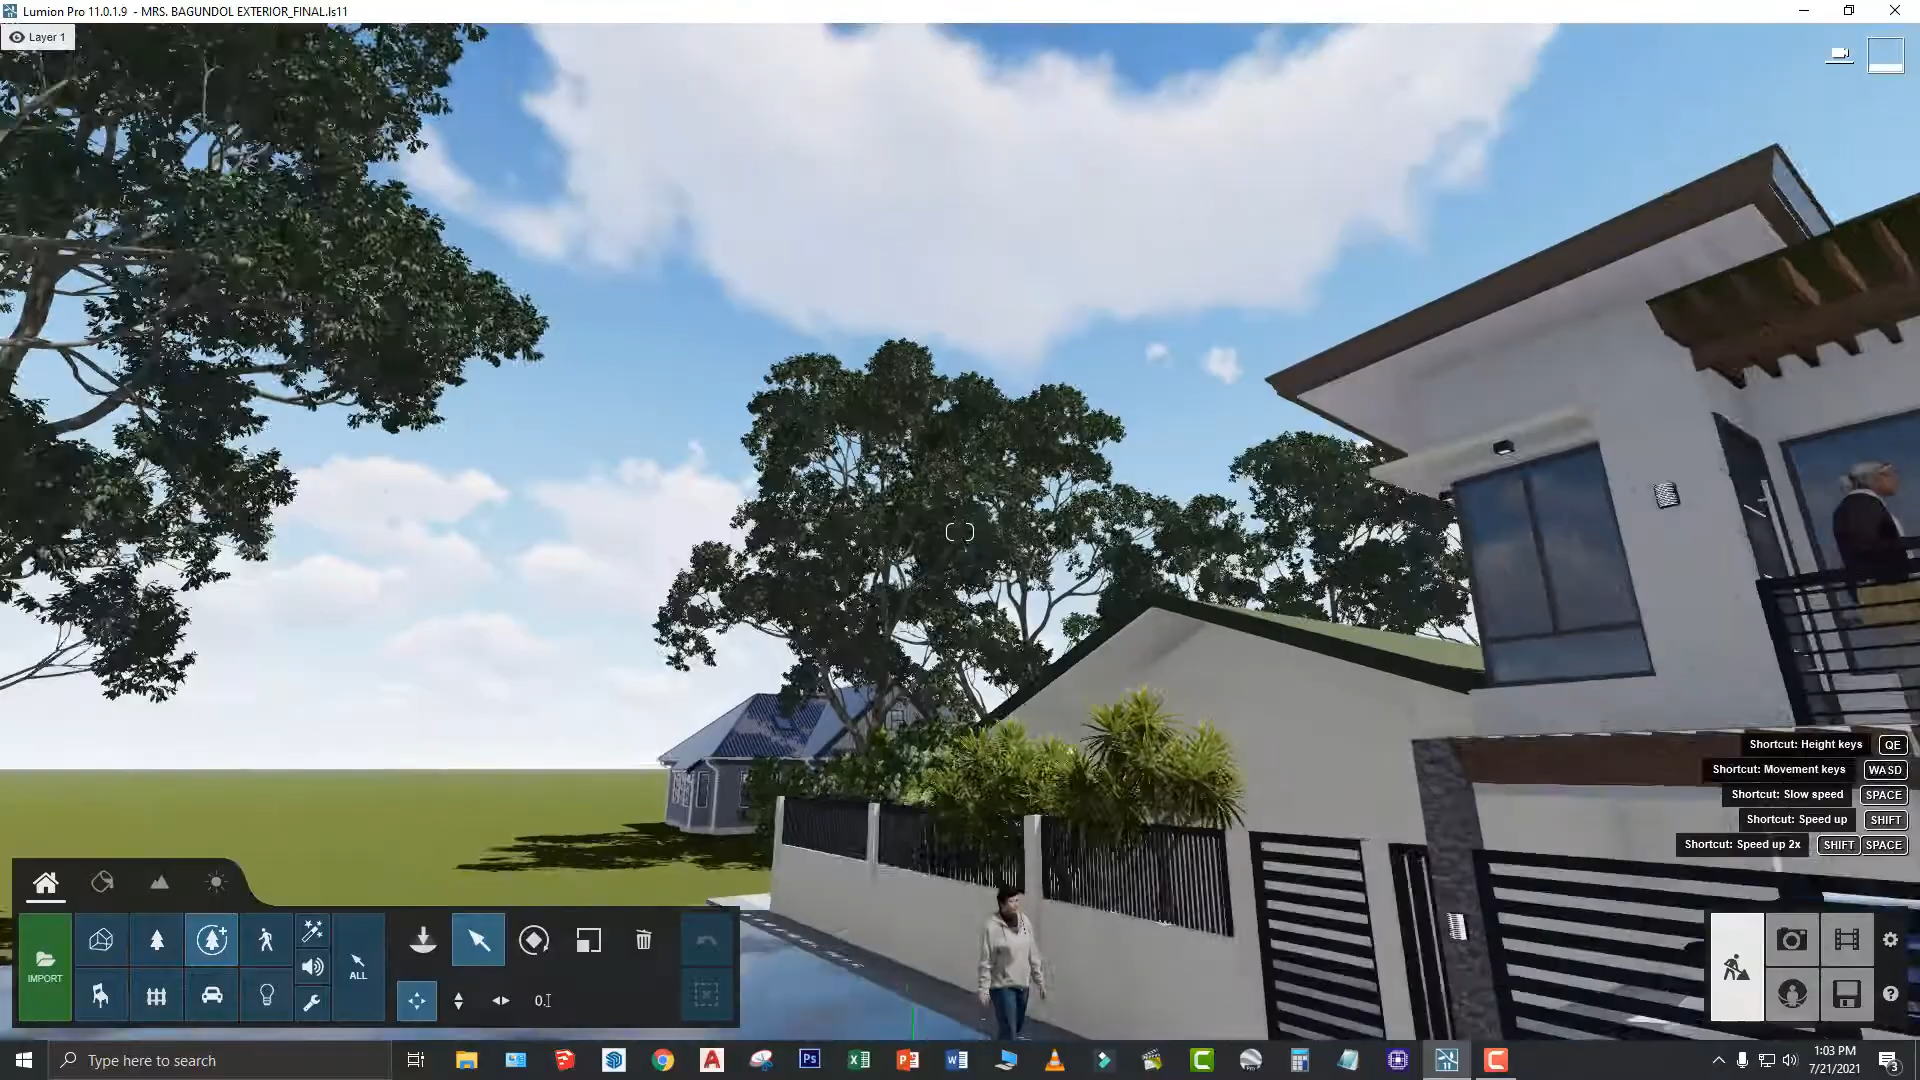 Lumion Pro 11.0.1.9 - MRS. BAGUNDOL EXTERIOR_FINAL.ls11
Layer 1
Shortcut: Height keys QE
Shortcut: Movement keys WASD
Shortcut: Slow speed SPACE
Shortcut: Speed up SHIFT
Shortcut: Speed up 2x SHIFT SPACE
IMPORT
ALL
0.
Type here to search
1:03 PM
7/21/2021
3